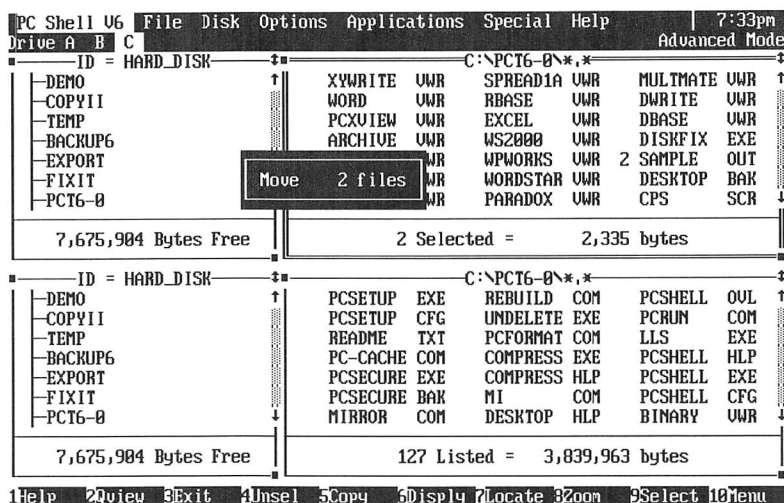 PC Shell V6 File Disk Options Applications Special Help 7:33pm
Drive A B C Advanced Mode
ID = HARD_DISK C:\PCT6-0\*.*
DEMO XYWRITE VWR SPREAD1A VWR MULTMATE VWR
COPYII WORD VWR RBASE VWR DWRITE VWR
TEMP PCXVIEW VWR EXCEL VWR DBASE VWR
BACKUP6 ARCHIVE VWR WS2000 VWR DISKFIX EXE
EXPORT WR WPWORKS VWR 2 SAMPLE OUT
FIXIT Move 2 files WR WORDSTAR VWR DESKTOP BAK
PCT6-0 WR PARADOX VWR CPS SCR
7,675,904 Bytes Free 2 Selected = 2,335 bytes
ID = HARD_DISK C:\PCT6-0\*.*
DEMO PCSETUP EXE REBUILD COM PCSHELL OVL
COPYII PCSETUP CFG UNDELETE EXE PCRUN COM
TEMP README TXT PCFORMAT COM LLS EXE
BACKUP6 PC-CACHE COM COMPRESS EXE PCSHELL HLP
EXPORT PCSECURE EXE COMPRESS HLP PCSHELL EXE
FIXIT PCSECURE BAK MI COM PCSHELL CFG
PCT6-0 MIRROR COM DESKTOP HLP BINARY VWR
7,675,904 Bytes Free 127 Listed = 3,839,963 bytes
1Help 2Qview 3Exit 4Unsel 5Copy 6Disply 7Locate 8Zoom 9Select 10Menu